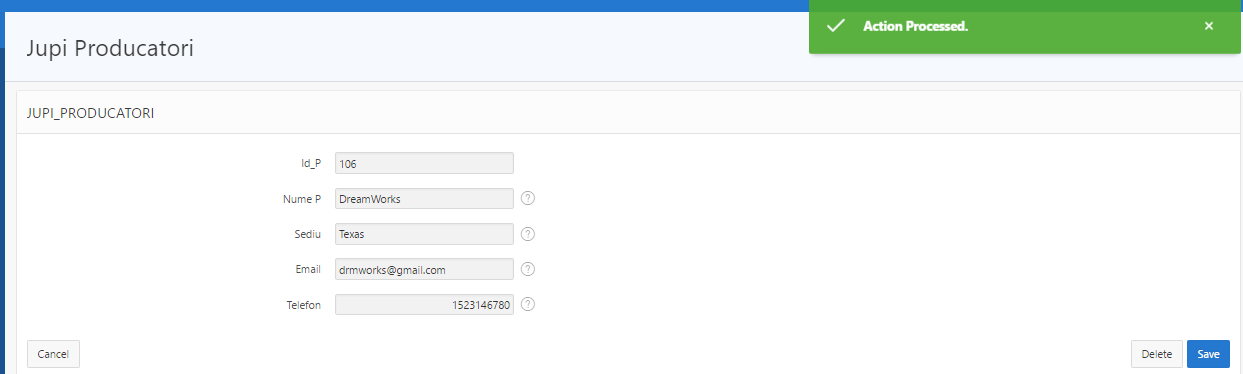 Action Processed.
Jupi Producatori
JUPI_PRODUCATORI
Id_P 106
Nume P DreamWorks
Sediu Texas
Email drmworks@gmail.com
Telefon 1523146780
Cancel Delete Save